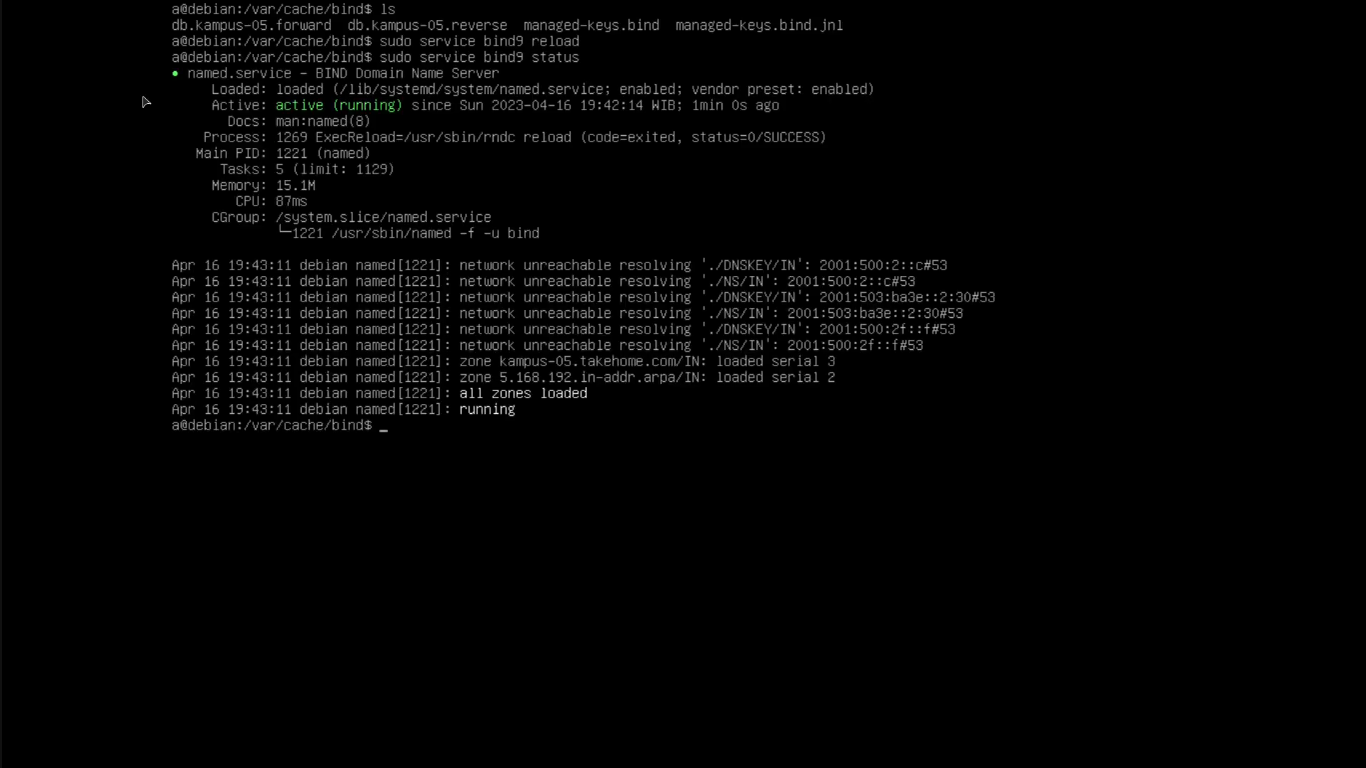 a@debian:/var/cache/bind$ ls
db.kampus-05.forward  db.kampus-05.reverse  managed-keys.bind  managed-keys.bind.jnl
a@debian:/var/cache/bind$ sudo service bind9 reload
a@debian:/var/cache/bind$ sudo service bind9 status
● named.service - BIND Domain Name Server
     Loaded: loaded (/lib/systemd/system/named.service; enabled; vendor preset: enabled)
     Active: active (running) since Sun 2023-04-16 19:42:14 WIB; 1min 0s ago
       Docs: man:named(8)
    Process: 1269 ExecReload=/usr/sbin/rndc reload (code=exited, status=0/SUCCESS)
   Main PID: 1221 (named)
      Tasks: 5 (limit: 1129)
     Memory: 15.1M
        CPU: 87ms
     CGroup: /system.slice/named.service
             └─1221 /usr/sbin/named -f -u bind
Apr 16 19:43:11 debian named[1221]: network unreachable resolving './DNSKEY/IN': 2001:500:2::c#53
Apr 16 19:43:11 debian named[1221]: network unreachable resolving './NS/IN': 2001:500:2::c#53
Apr 16 19:43:11 debian named[1221]: network unreachable resolving './DNSKEY/IN': 2001:503:ba3e::2:30#53
Apr 16 19:43:11 debian named[1221]: network unreachable resolving './NS/IN': 2001:503:ba3e::2:30#53
Apr 16 19:43:11 debian named[1221]: network unreachable resolving './DNSKEY/IN': 2001:500:2f::f#53
Apr 16 19:43:11 debian named[1221]: network unreachable resolving './NS/IN': 2001:500:2f::f#53
Apr 16 19:43:11 debian named[1221]: zone kampus-05.takehome.com/IN: loaded serial 3
Apr 16 19:43:11 debian named[1221]: zone 5.168.192.in-addr.arpa/IN: loaded serial 2
Apr 16 19:43:11 debian named[1221]: all zones loaded
Apr 16 19:43:11 debian named[1221]: running
a@debian:/var/cache/bind$ _